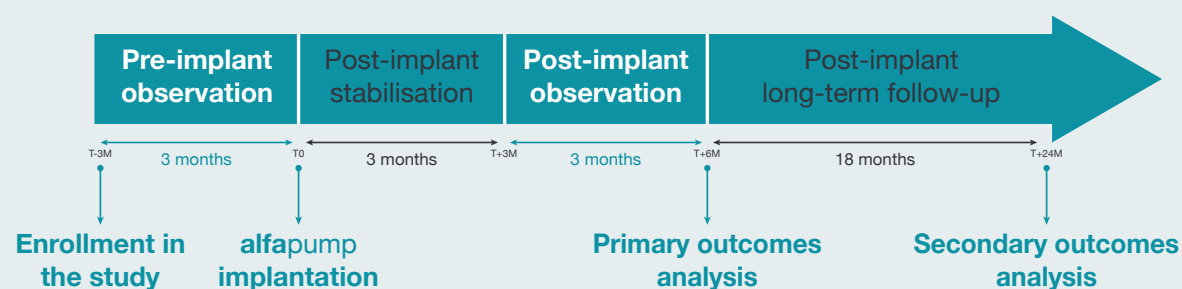 Pre-implant
observation
Post-implant
stabilisation
Post-implant
observation
Post-implant
long-term follow-up
T-3M
3 months
T0
3 months
T+3M
3 months
T+6M
18 months
T+24M
Enrollment in
the study
alfapump
implantation
Primary outcomes
analysis
Secondary outcomes
analysis